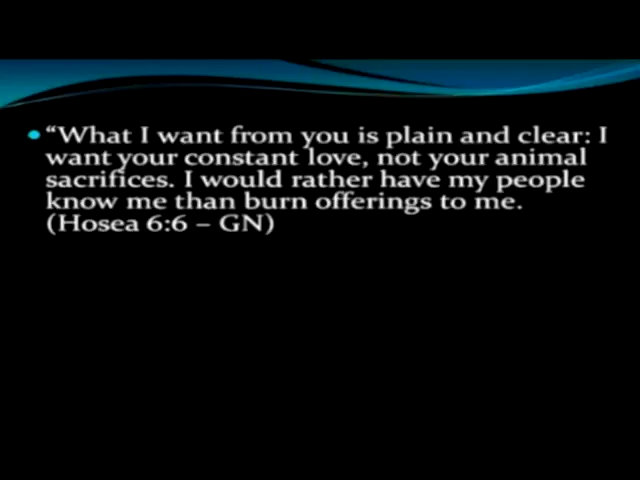 “What I want from you is plain and clear: I
want your constant love, not your animal
sacrifices. I would rather have my people
know me than burn offerings to me.
(Hosea 6:6 – GN)